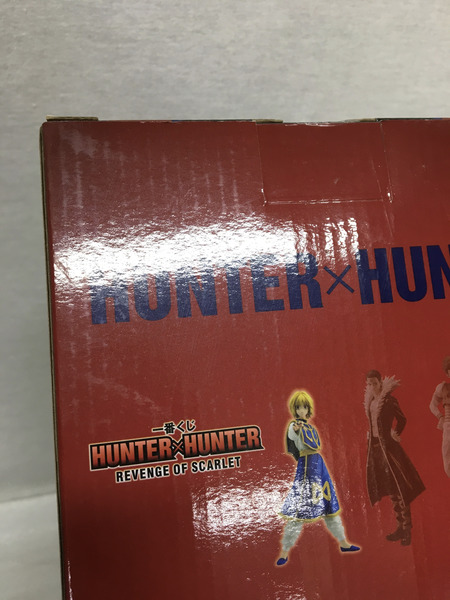 HUNTER×HUN
一番くじ
HUNTER×HUNTER
REVENGE OF SCARLET